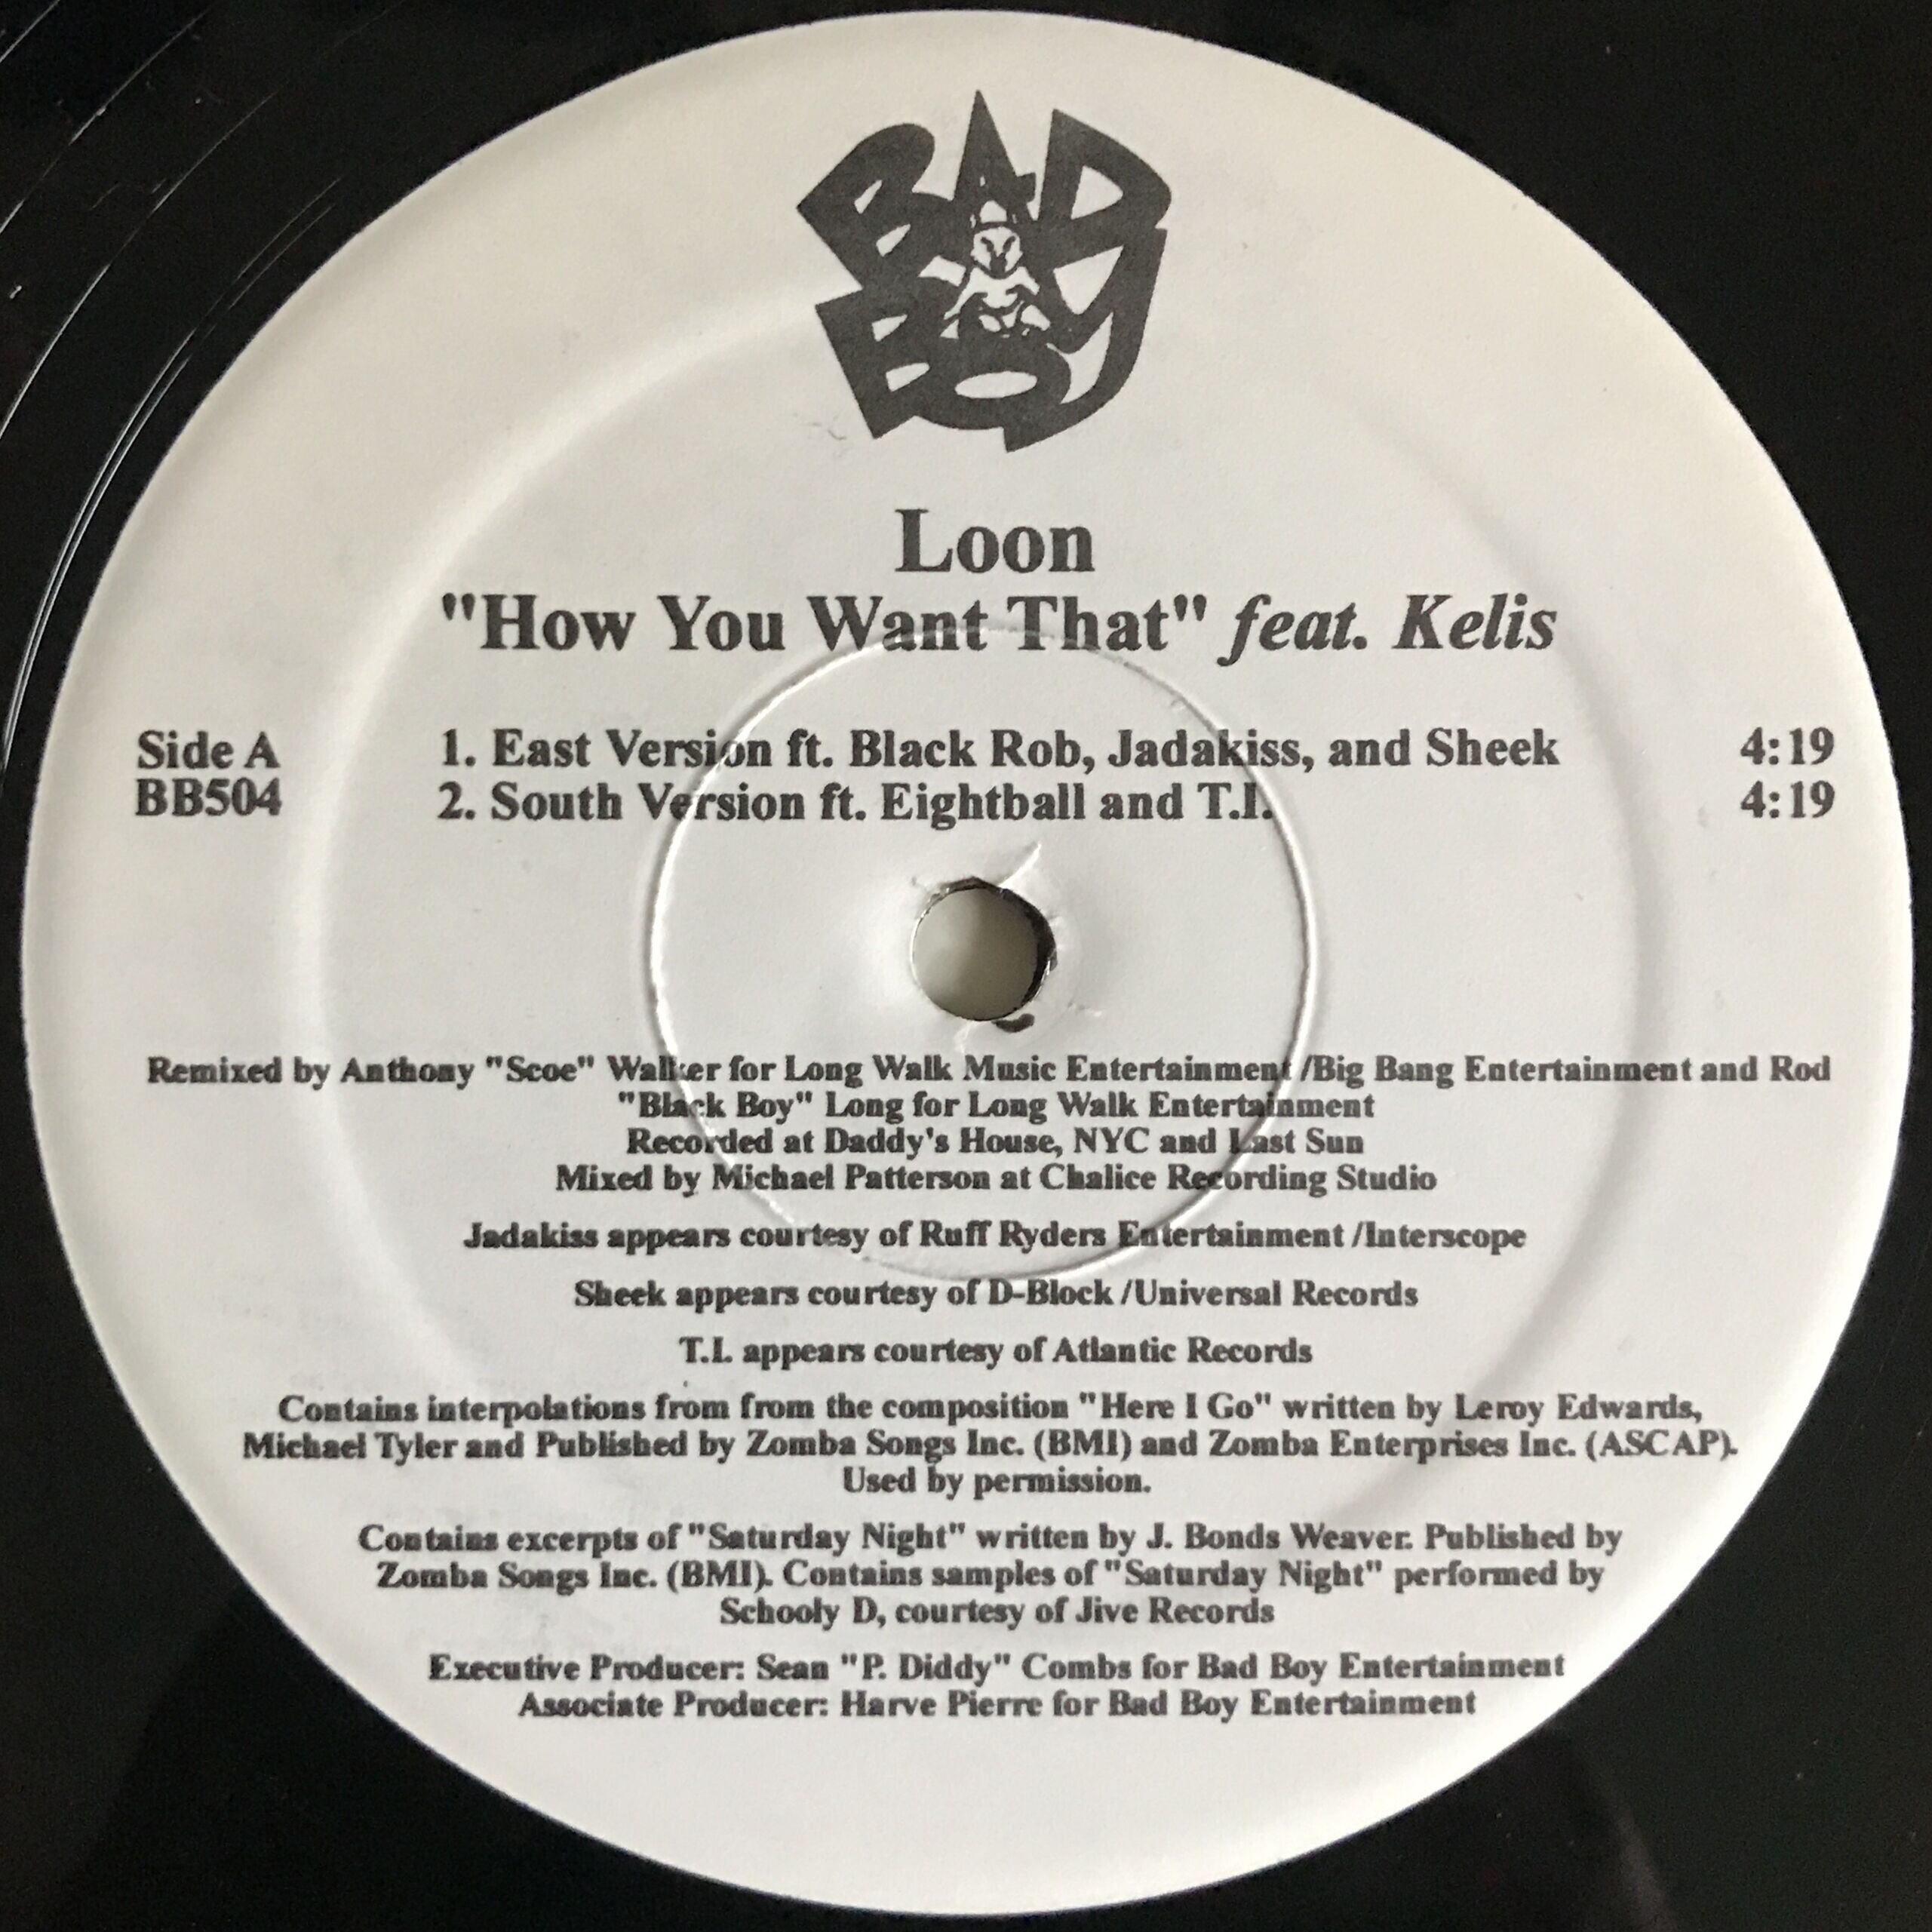 BAD
BOY
Loon
"How You Want That" feat. Kelis
Side A 1. East Version ft. Black Rob, Jadakiss, and Sheek 4:19
BB504 2. South Version ft. Eightball and T.I. 4:19
Remixed by Anthony "Scoe" Walker for Long Walk Music Entertainment /Big Bang Entertainment and Rod
"Black Boy" Long for Long Walk Entertainment
Recorded at Daddy's House, NYC and Last Sun
Mixed by Michael Patterson at Chalice Recording Studio
Jadakiss appears courtesy of Ruff Ryders Entertainment /Interscope
Sheek appears courtesy of D-Block /Universal Records
T.I. appears courtesy of Atlantic Records
Contains interpolations from from the composition "Here I Go" written by Leroy Edwards,
Michael Tyler and Published by Zomba Songs Inc. (BMI) and Zomba Enterprises Inc. (ASCAP).
Used by permission.
Contains excerpts of "Saturday Night" written by J. Bonds Weaver. Published by
Zomba Songs Inc. (BMI). Contains samples of "Saturday Night" performed by
Schooly D, courtesy of Jive Records
Executive Producer: Sean "P. Diddy" Combs for Bad Boy Entertainment
Associate Producer: Harve Pierre for Bad Boy Entertainment